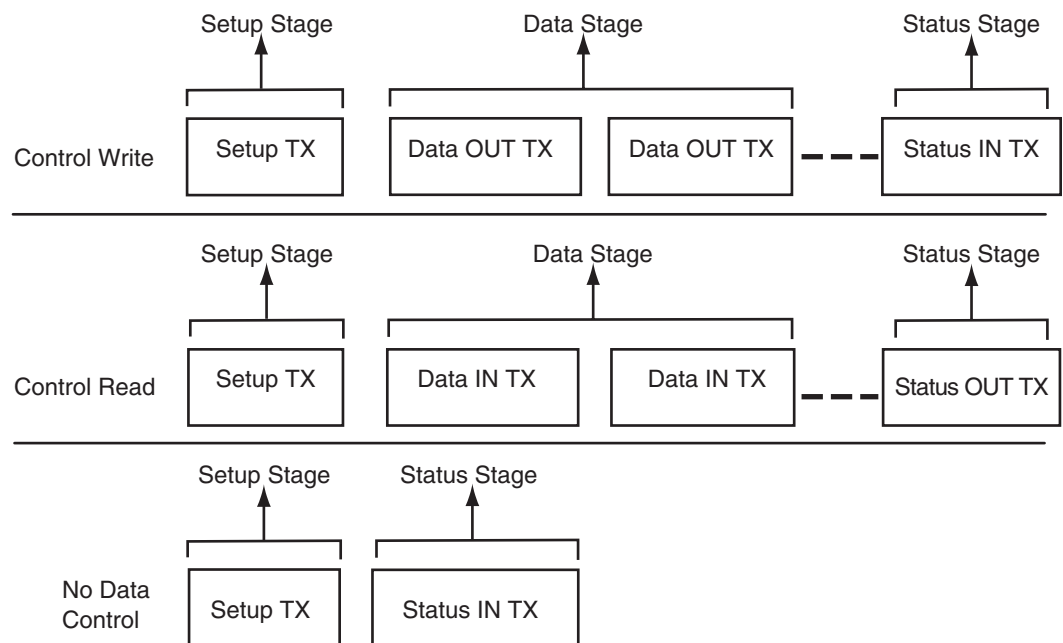 Setup Stage Data Stage Status Stage
Control Write Setup TX Data OUT TX Data OUT TX Status IN TX
Setup Stage Data Stage Status Stage
Control Read Setup TX Data IN TX Data IN TX Status OUT TX
Setup Stage Status Stage
No Data
Control Setup TX Status IN TX